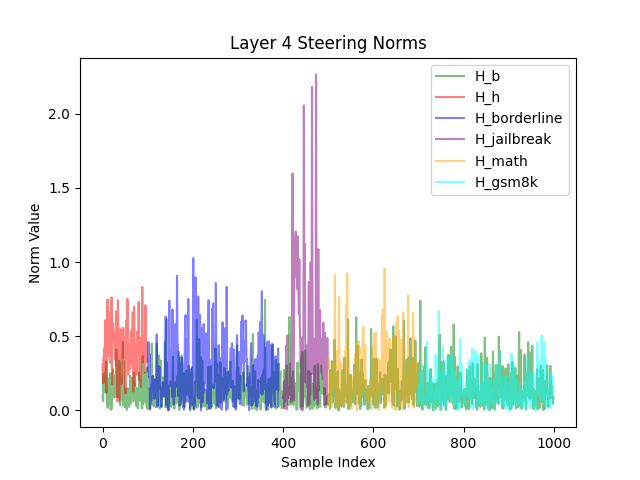 Layer 4 Steering Norms
H_b
H_h
H_borderline
H_jailbreak
H_math
H_gsm8k
Norm Value
2.0
1.5
1.0
0.5
0.0
0
200
400
600
800
1000
Sample Index